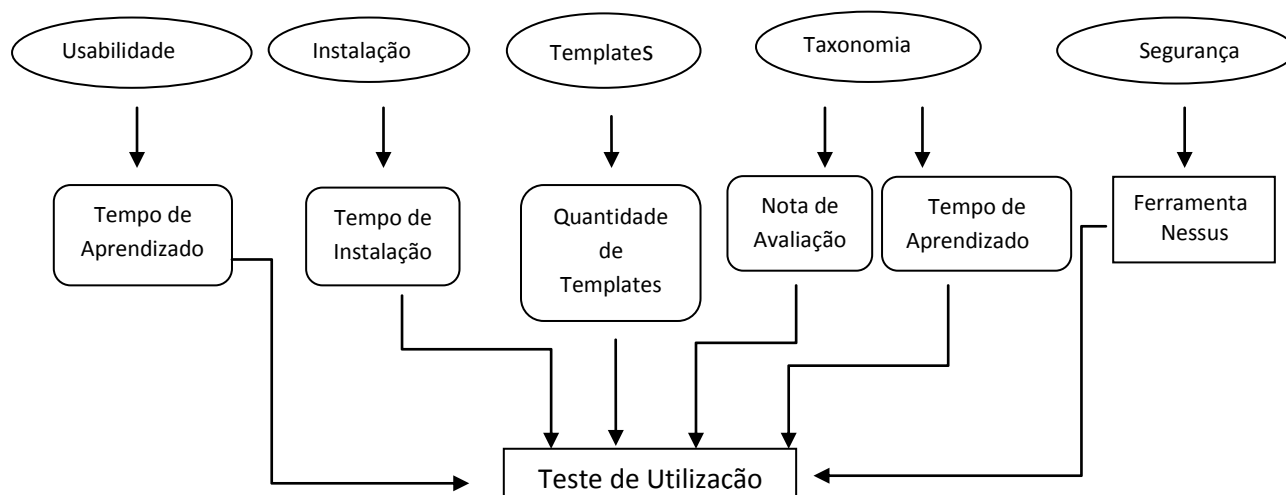 Usabilidade
Instalação
Templates
Taxonomia
Segurança
Tempo de
Aprendizado
Tempo de
Instalação
Quantidade
de
Templates
Nota de
Avaliação
Tempo de
Aprendizado
Ferramenta
Nessus
Teste de Utilização